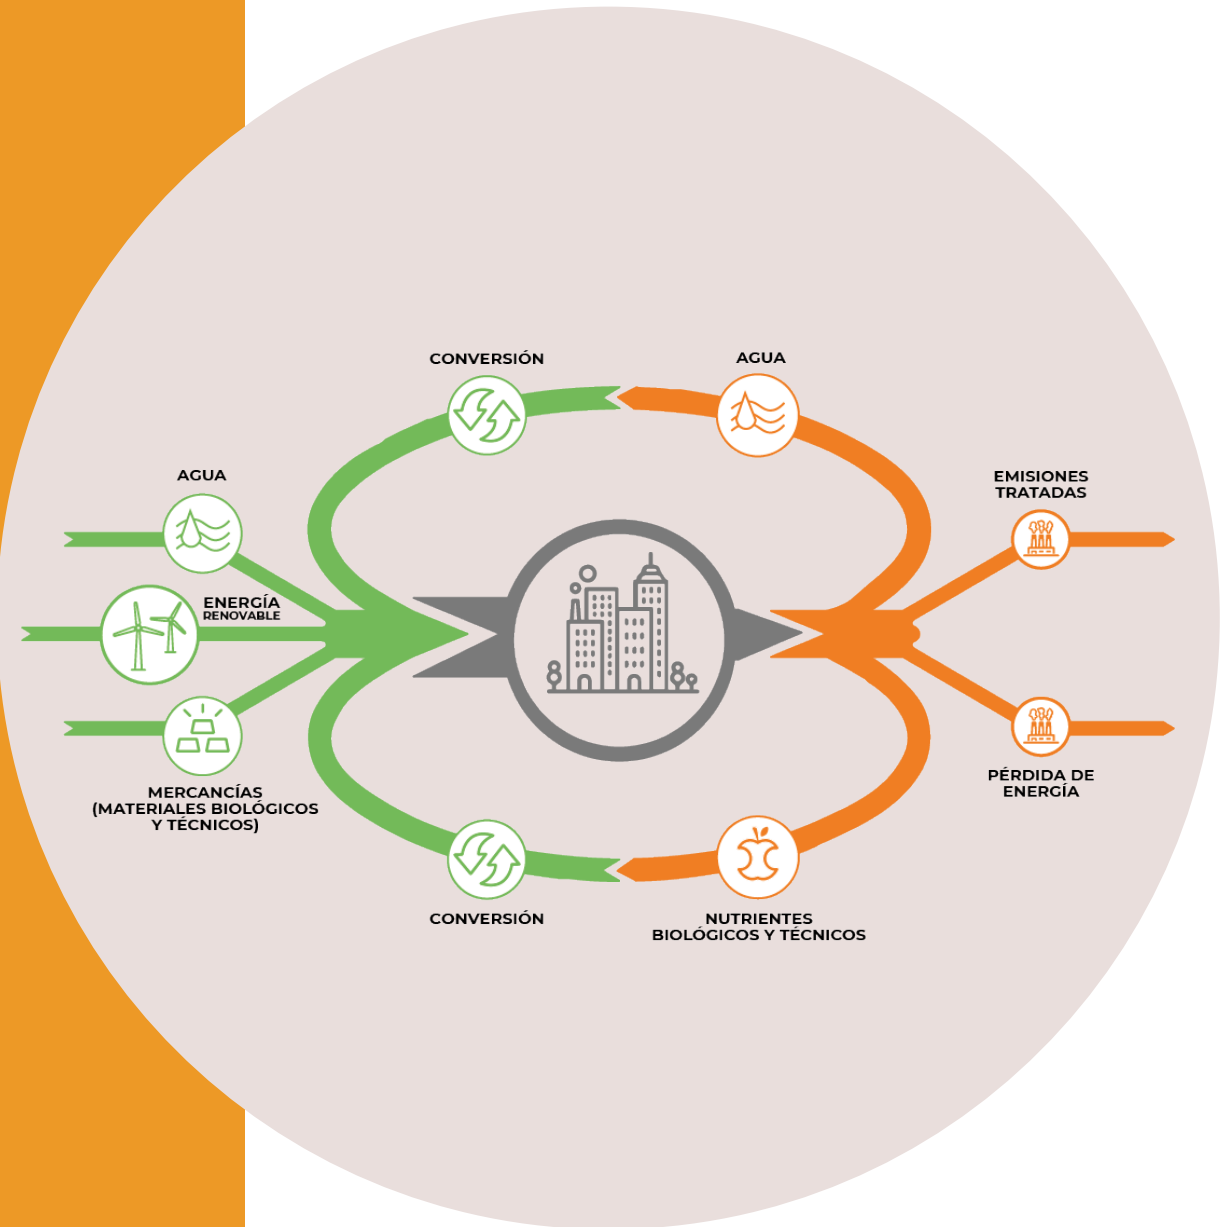 CONVERSIÓN
AGUA
AGUA
EMISIONES
TRATADAS
ENERGÍA
RENOVABLE
MERCANCÍAS
(MATERIALES BIOLÓGICOS
Y TÉCNICOS)
PÉRDIDA DE
ENERGÍA
CONVERSIÓN
NUTRIENTES
BIOLÓGICOS Y TÉCNICOS